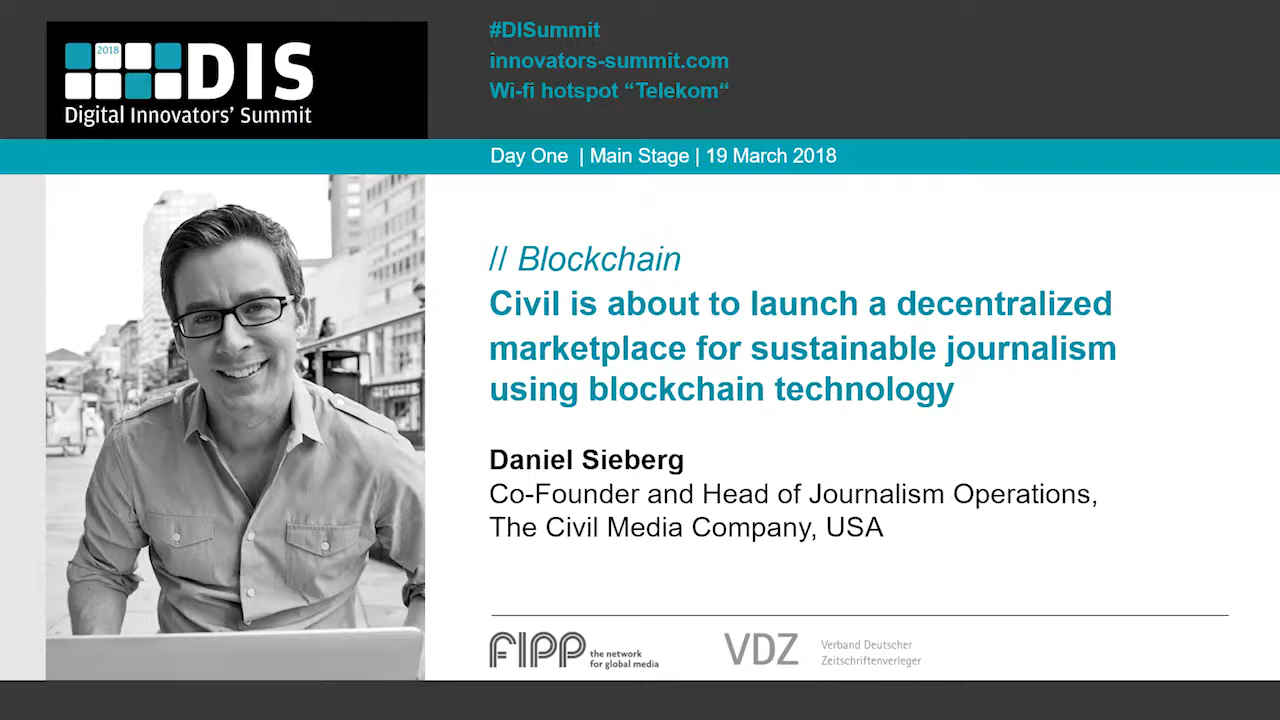 2018
DIS
Digital Innovators’ Summit
#DISummit
innovators-summit.com
Wi-fi hotspot “Telekom“
Day One | Main Stage | 19 March 2018
// Blockchain
Civil is about to launch a decentralized
marketplace for sustainable journalism
using blockchain technology
Daniel Sieberg
Co-Founder and Head of Journalism Operations,
The Civil Media Company, USA
FIPP the network
for global media
VDZ Verband Deutscher
Zeitschriftenverleger